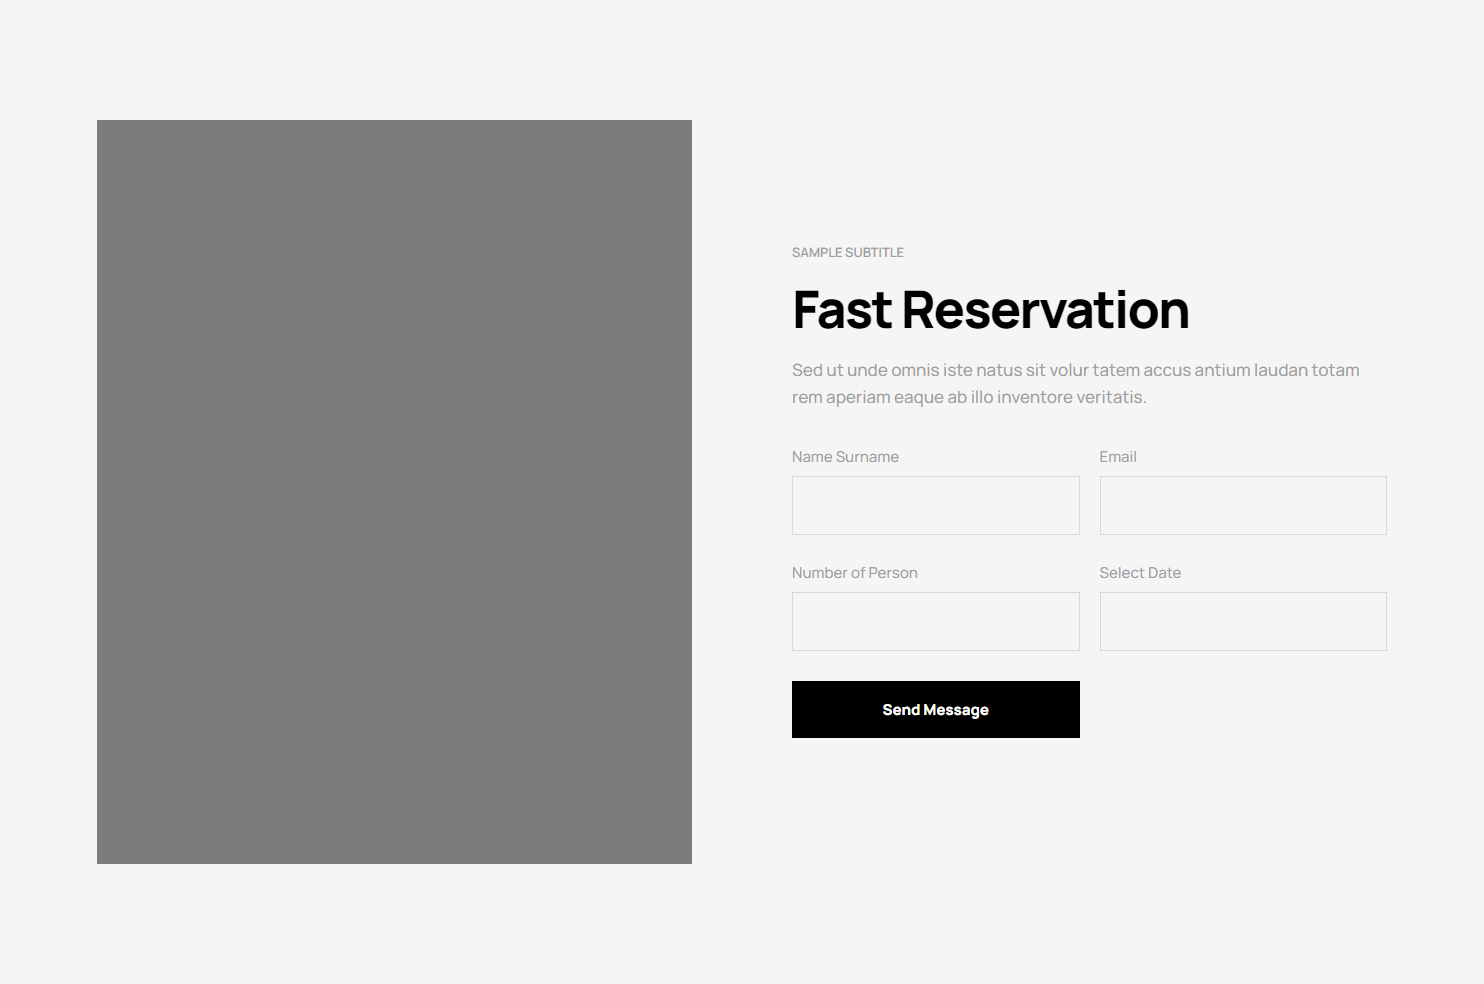 SAMPLE SUBTITLE
Fast Reservation
Sed ut unde omnis iste natus sit volur tatem accus antium laudan totam
rem aperiam eaque ab illo inventore veritatis.
Name Surname
Email
Number of Person
Select Date
Send Message